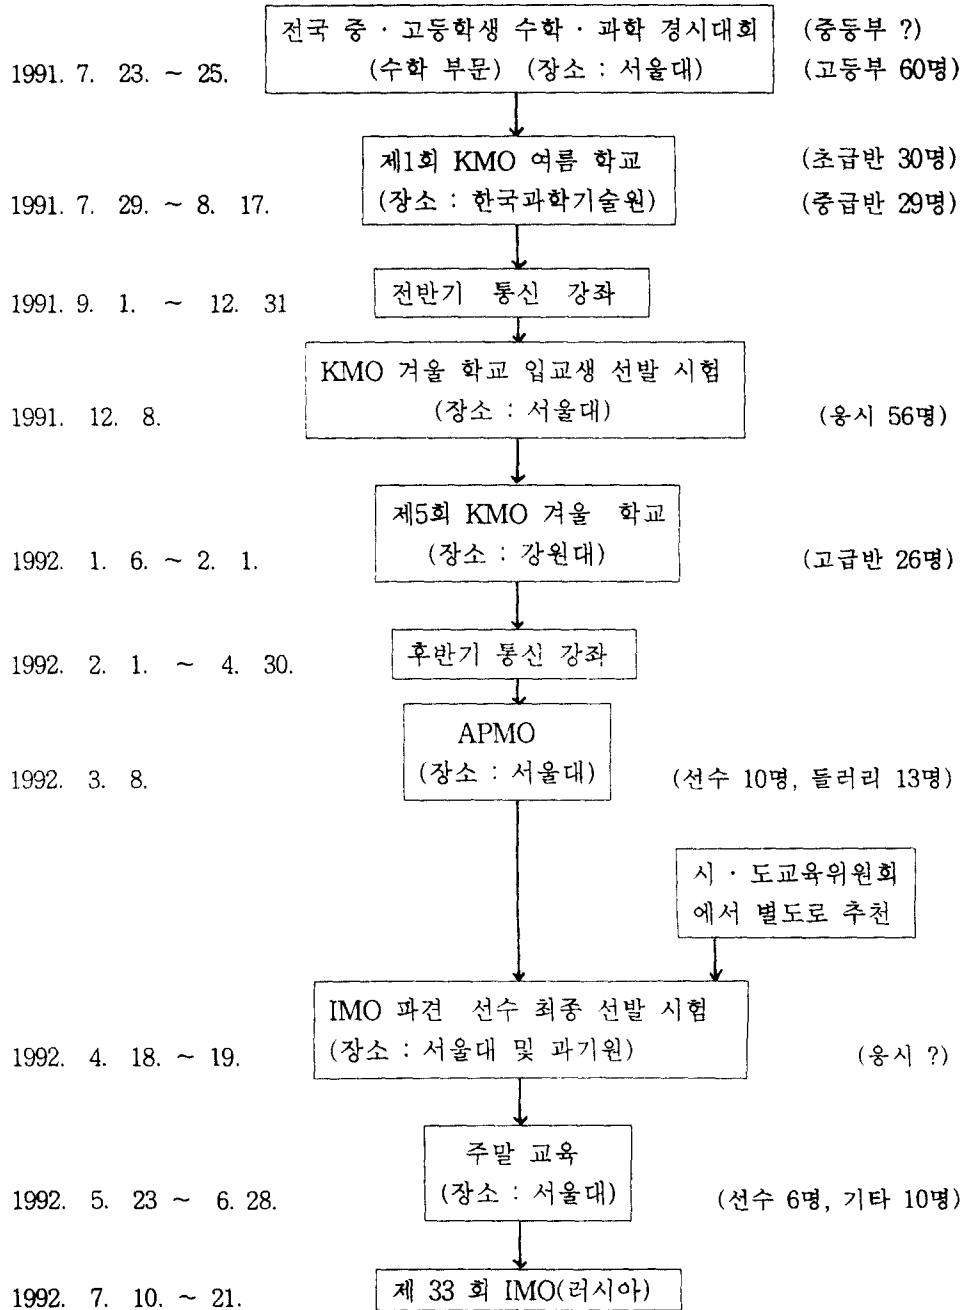 전국 중 · 고등학생 수학 · 과학 경시대회 (중등부 ?)
1991. 7. 23. ~ 25. (수학 부문) (장소 : 서울대) (고등부 60명)
제1회 KMO 여름 학교 (초급반 30명)
1991. 7. 29. ~ 8. 17. (장소 : 한국과학기술원) (중급반 29명)
1991. 9. 1. ~ 12. 31 전반기 통신 강좌
KMO 겨울 학교 입교생 선발 시험
1991. 12. 8. (장소 : 서울대) (응시 56명)
제5회 KMO 겨울 학교
1992. 1. 6. ~ 2. 1. (장소 : 강원대) (고급반 26명)
1992. 2. 1. ~ 4. 30. 후반기 통신 강좌
APMO
1992. 3. 8. (장소 : 서울대) (선수 10명, 들러리 13명)
시 · 도교육위원회
에서 별도로 추천
IMO 파견 선수 최종 선발 시험
1992. 4. 18. ~ 19. (장소 : 서울대 및 과기원) (응시 ?)
주말 교육
1992. 5. 23 ~ 6. 28. (장소 : 서울대) (선수 6명, 기타 10명)
1992. 7. 10. ~ 21. 제 33 회 IMO(러시아)